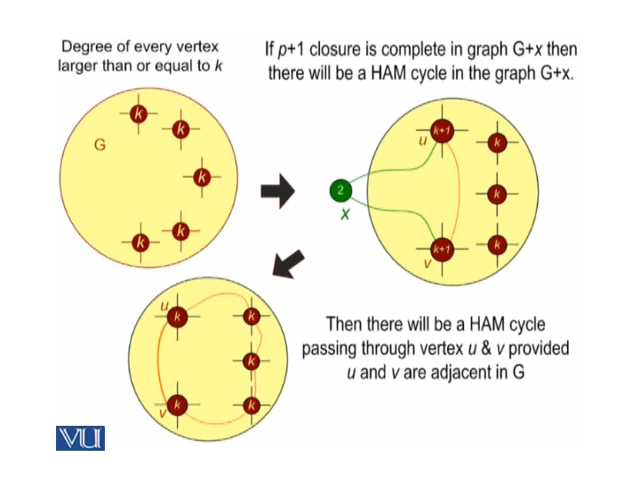 Degree of every vertex
larger than or equal to k
If p+1 closure is complete in graph G+x then
there will be a HAM cycle in the graph G+x.
G
k
k
k
k
k
u
k+1
k
2
x
k
k+1
v
k
u
k
k
k
v
k
k
Then there will be a HAM cycle
passing through vertex u & v provided
u and v are adjacent in G
VU